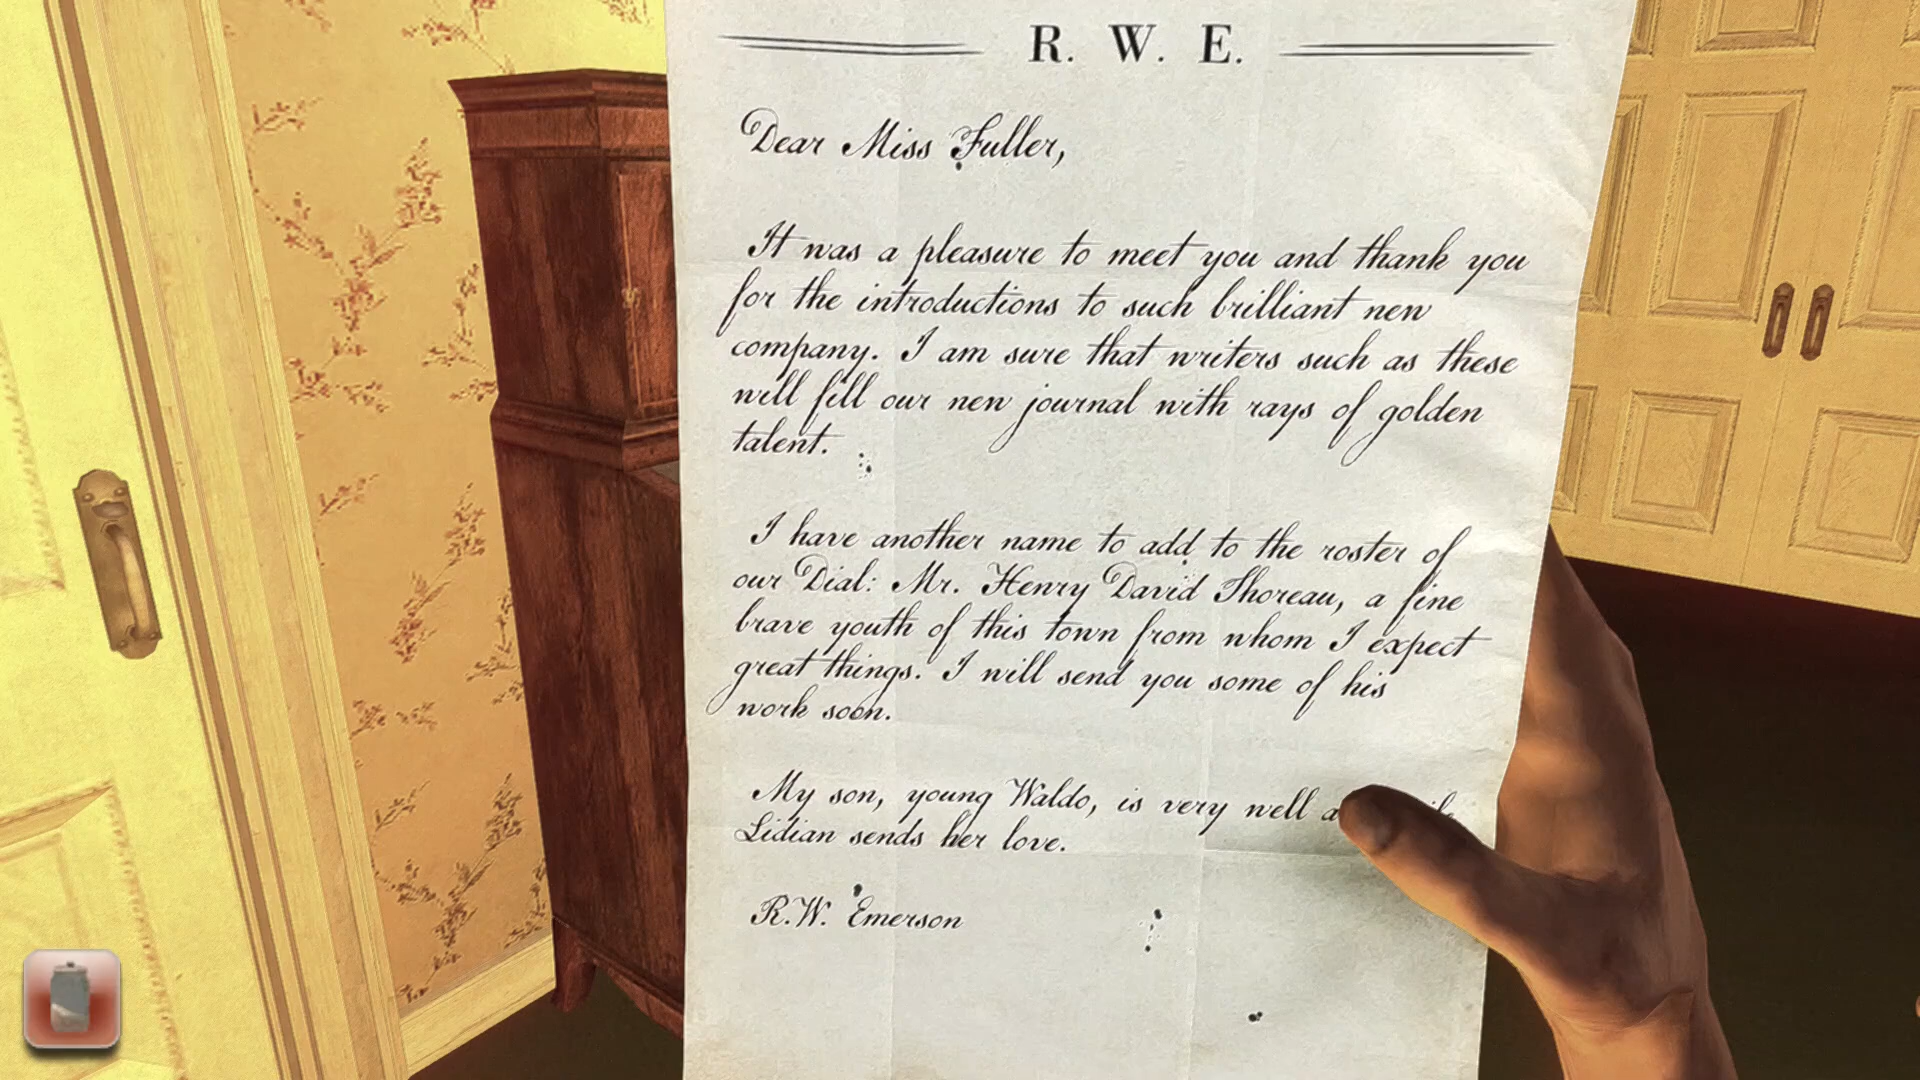 R. W. E.
Dear Miss Fuller,
It was a pleasure to meet you and thank you
for the introductions to such brilliant new
company. I am sure that writers such as these
will fill our new journal with rays of golden
talent.
I have another name to add to the roster of
our Dial: Mr. Henry David Thoreau, a fine
brave youth of this town from whom I expect
great things. I will send you some of his
work soon.
My son, young Waldo, is very well
Lidian sends her love.
R.W. Emerson